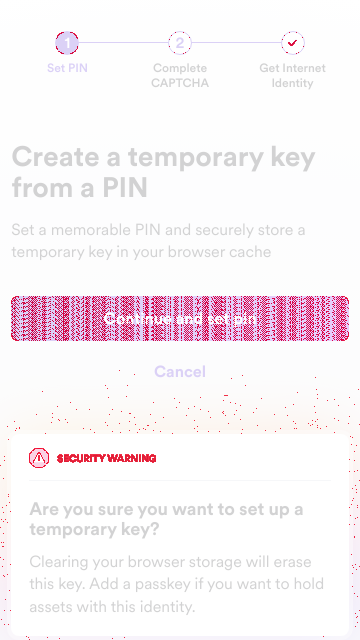 1
2
Set PIN
Complete
CAPTCHA
Get Internet
Identity
Create a temporary key
from a PIN
Set a memorable PIN and securely store a
temporary key in your browser cache
Continue and set pin
Cancel
SECURITY WARNING
Are you sure you want to set up a
temporary key?
Clearing your browser storage will erase
this key. Add a passkey if you want to hold
assets with this identity.